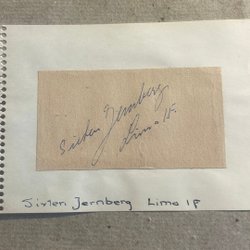 Sixten Jernberg
Lima IF
Sixten Jernberg Lima IF